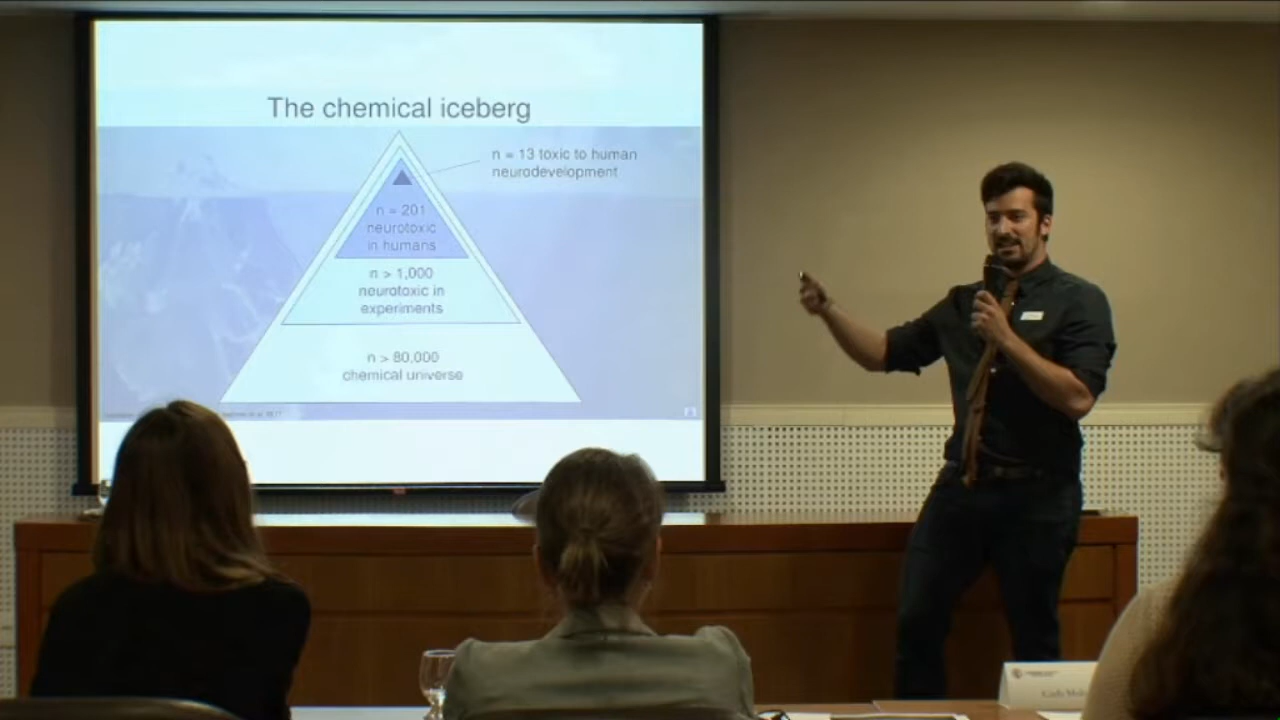 The chemical iceberg
n = 13 toxic to human
neurodevelopment
n = 201
neurotoxic
in humans
n > 1,000
neurotoxic in
experiments
n > 80,000
chemical universe